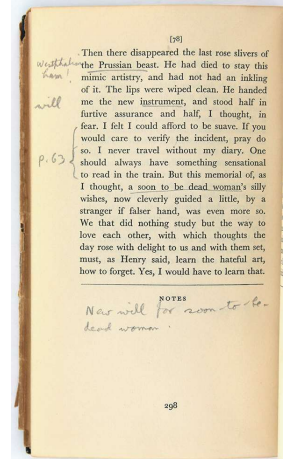 [78]
Then there disappeared the last rose slivers of
Westphalian
ham!
the Prussian beast. He had died to stay this
mimic artistry, and had not had an inkling
of it. The lips were wiped clean. He handed
will
me the new instrument, and stood half in
furtive assurance and half, I thought, in
fear. I felt I could afford to be suave. If you
would care to verify the incident, pray do
p. 63
so. I never travel without my diary. One
should always have something sensational
to read in the train. But this memorial of, as
I thought, a soon to be dead woman's silly
wishes, now cleverly guided a little, by a
stranger if falser hand, was even more so.
We that did nothing study but the way to
love each other, with which thoughts the
day rose with delight to us and with them set,
must, as Henry said, learn the hateful art,
how to forget. Yes, I would have to learn that.
NOTES
New will for soon-to-be-
dead woman.
298